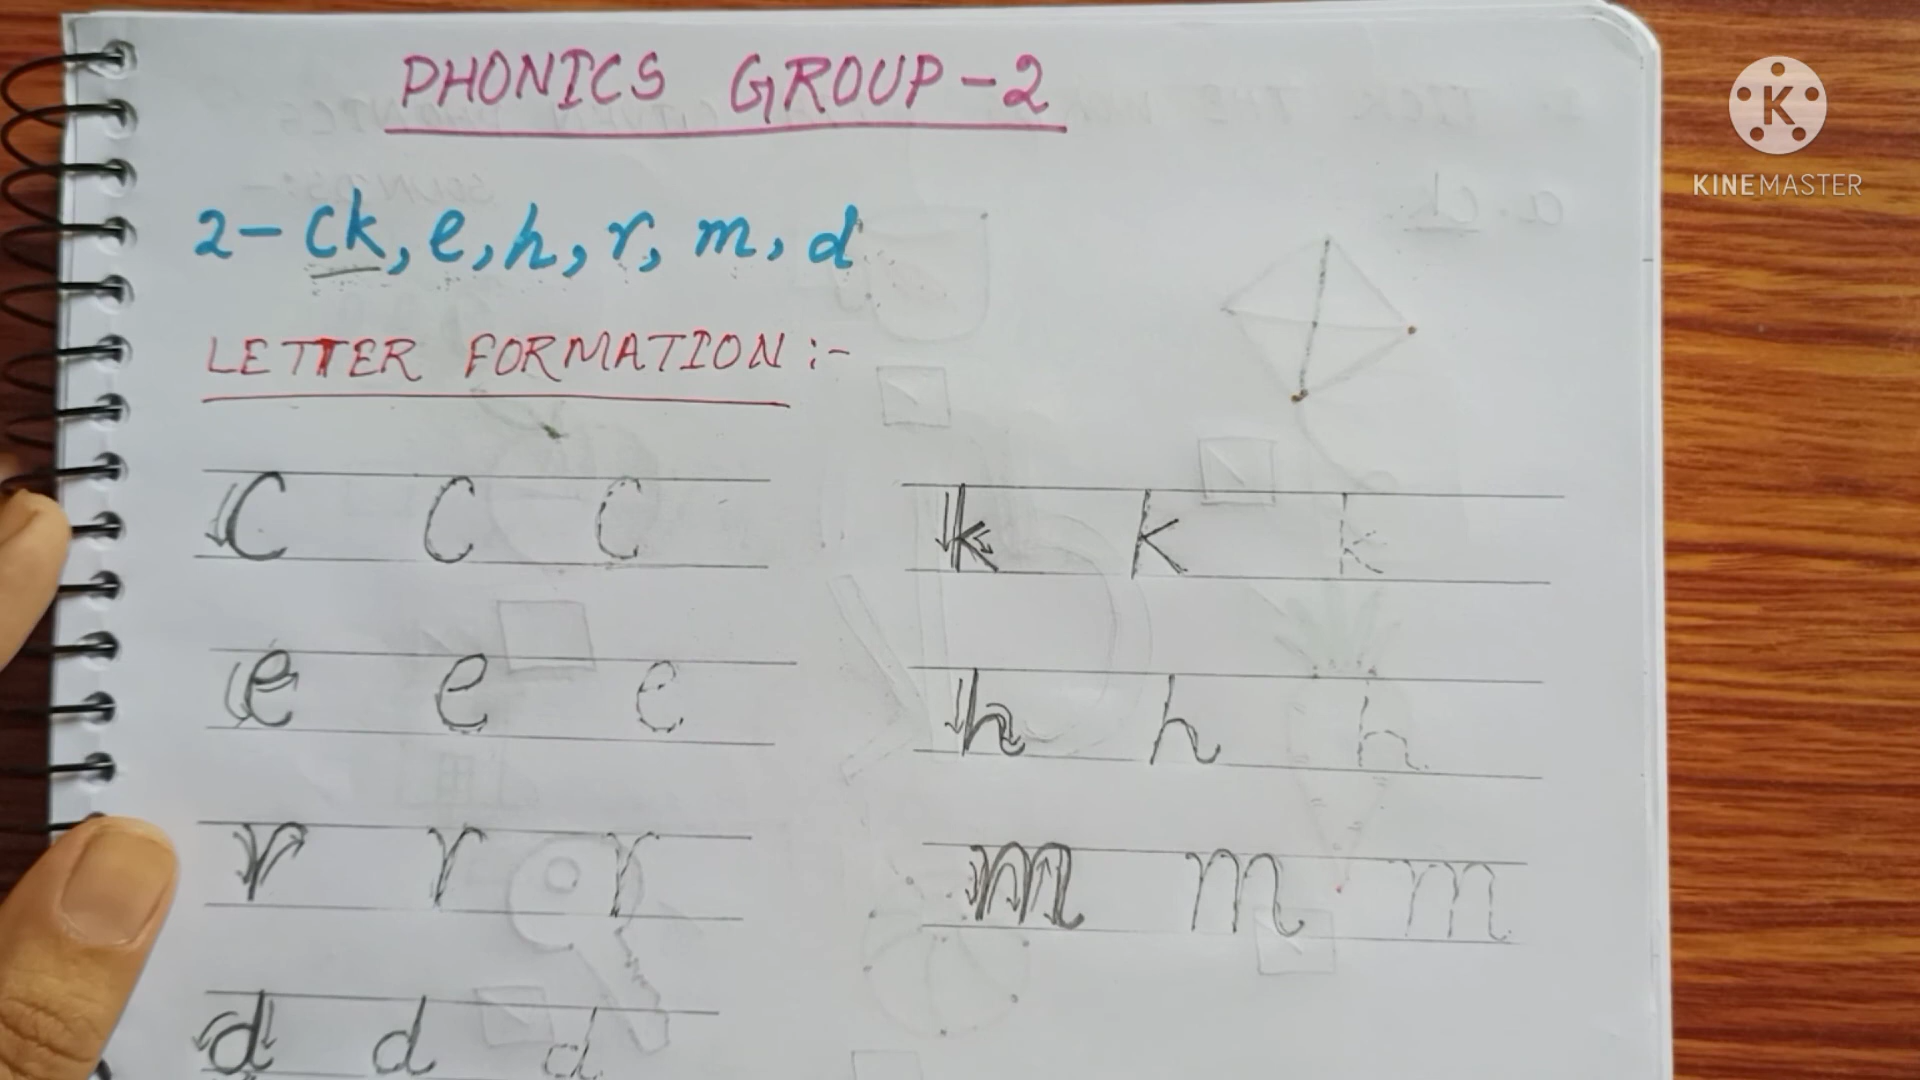 PHONICS GROUP-2
2- ck, e, h, r, m, d
LETTER FORMATION :-
C C C
k k k
e e e
h h h
r r r
m m m
d d d
KINEMASTER